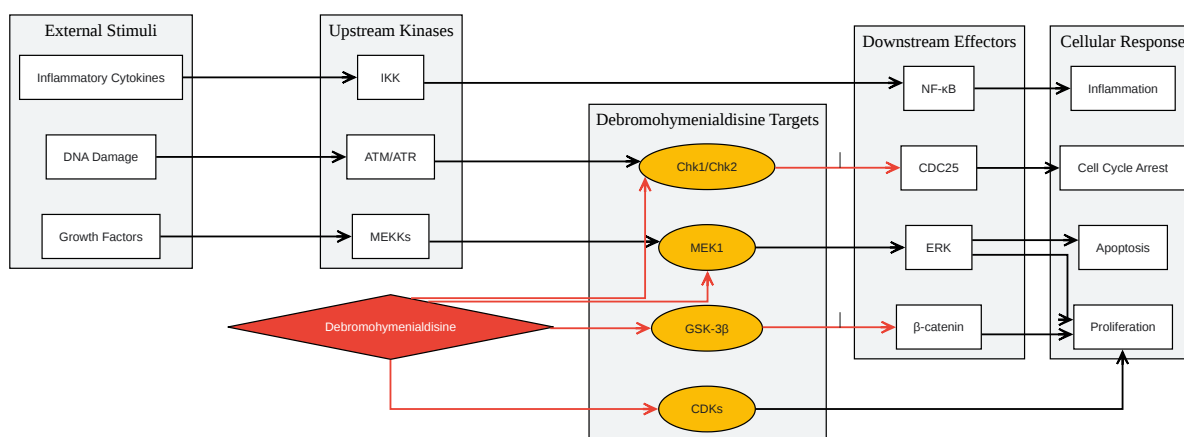 External Stimuli
Upstream Kinases
Downstream Effectors
Cellular Response
Inflammatory Cytokines
IKK
NF-κB
Inflammation
Debromohymenialdisine Targets
DNA Damage
ATM/ATR
Chk1/Chk2
CDC25
Cell Cycle Arrest
Growth Factors
MEKKs
MEK1
ERK
Apoptosis
Debromohymenialdisine
GSK-3β
β-catenin
Proliferation
CDKs